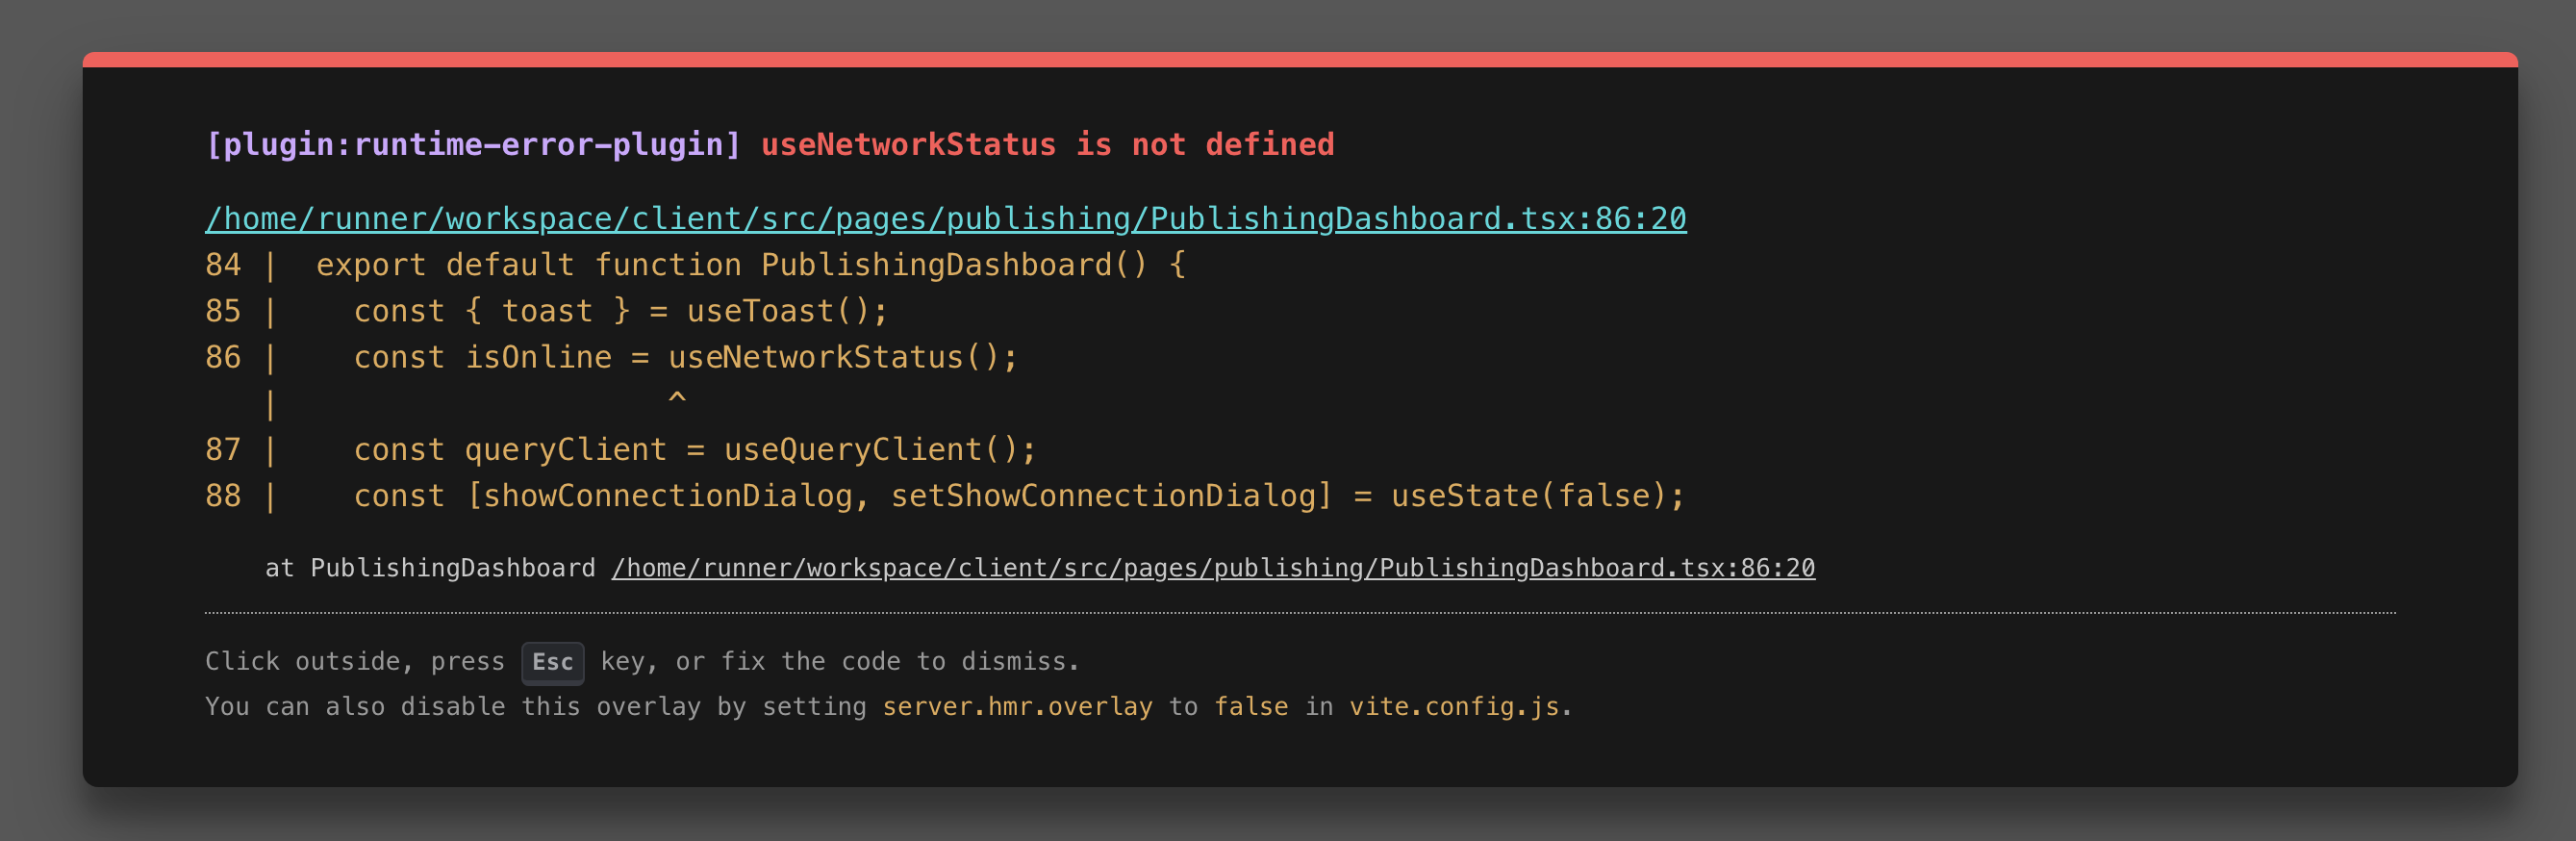 [plugin:runtime-error-plugin] useNetworkStatus is not defined
/home/runner/workspace/client/src/pages/publishing/PublishingDashboard.tsx:86:20
84 |  export default function PublishingDashboard() {
85 |    const { toast } = useToast();
86 |    const isOnline = useNetworkStatus();
   |                     ^
87 |    const queryClient = useQueryClient();
88 |    const [showConnectionDialog, setShowConnectionDialog] = useState(false);
    at PublishingDashboard /home/runner/workspace/client/src/pages/publishing/PublishingDashboard.tsx:86:20
Click outside, press Esc key, or fix the code to dismiss.
You can also disable this overlay by setting server.hmr.overlay to false in vite.config.js.